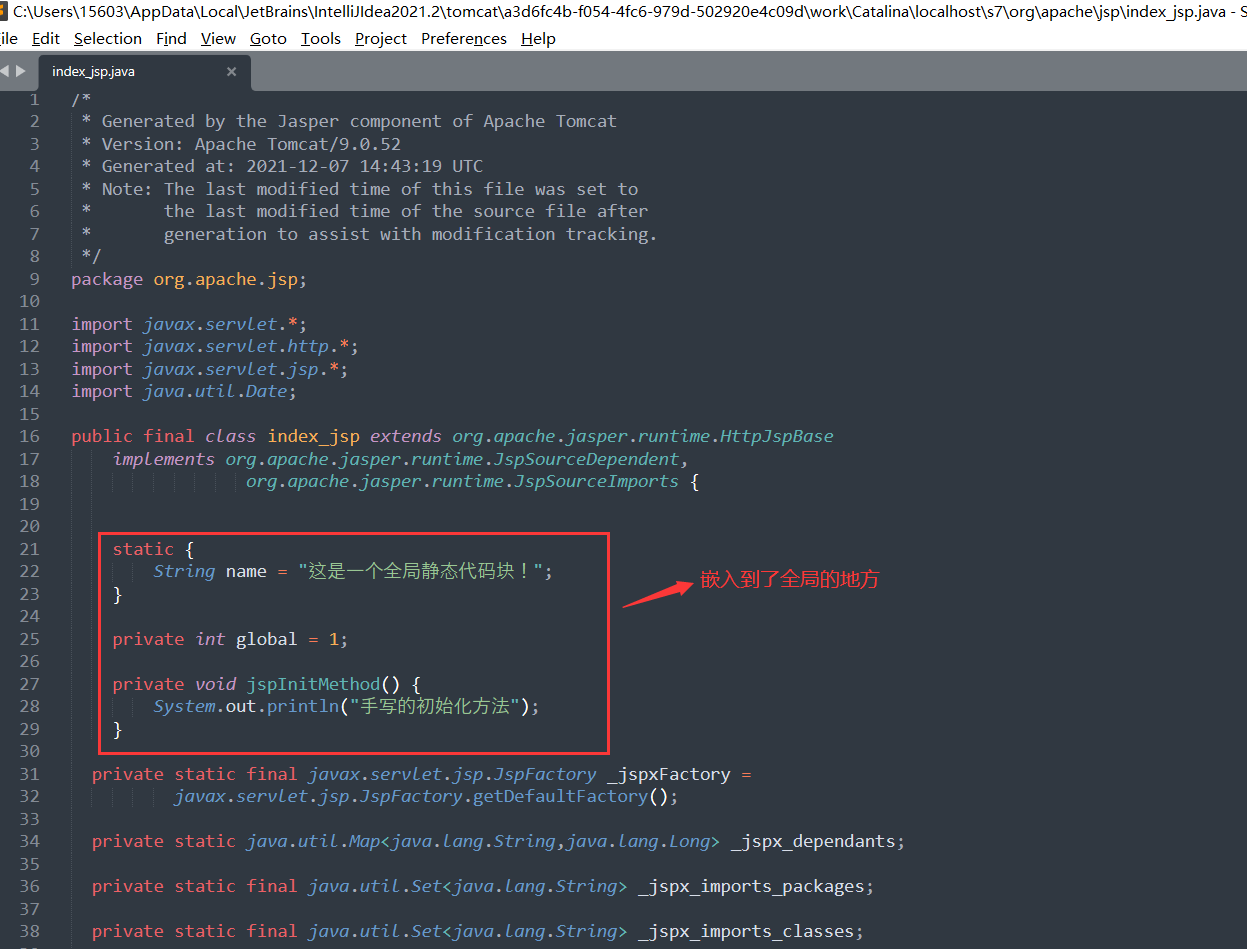 C:\Users\15603\AppData\Local\JetBrains\IntelliJIdea2021.2\tomcat\a3d6fc4b-f054-4fc6-979d-502920e4c09d\work\Catalina\localhost\s7\org\apache\jsp\index_jsp.java - S
ile Edit Selection Find View Goto Tools Project Preferences Help
index_jsp.java ×
1 /*
2 * Generated by the Jasper component of Apache Tomcat
3 * Version: Apache Tomcat/9.0.52
4 * Generated at: 2021-12-07 14:43:19 UTC
5 * Note: The last modified time of this file was set to
6 * the last modified time of the source file after
7 * generation to assist with modification tracking.
8 */
9 package org.apache.jsp;
10
11 import javax.servlet.*;
12 import javax.servlet.http.*;
13 import javax.servlet.jsp.*;
14 import java.util.Date;
15
16 public final class index_jsp extends org.apache.jasper.runtime.HttpJspBase
17 implements org.apache.jasper.runtime.JspSourceDependent,
18 org.apache.jasper.runtime.JspSourceImports {
19
20
21 static {
22 String name = "这是一个全局静态代码块！";
23 }
24
25 private int global = 1;
26
27 private void jspInitMethod() {
28 System.out.println("手写的初始化方法");
29 }
嵌入到了全局的地方
30
31 private static final javax.servlet.jsp.JspFactory _jspxFactory =
32 javax.servlet.jsp.JspFactory.getDefaultFactory();
33
34 private static java.util.Map<java.lang.String,java.lang.Long> _jspx_dependants;
35
36 private static final java.util.Set<java.lang.String> _jspx_imports_packages;
37
38 private static final java.util.Set<java.lang.String> _jspx_imports_classes;